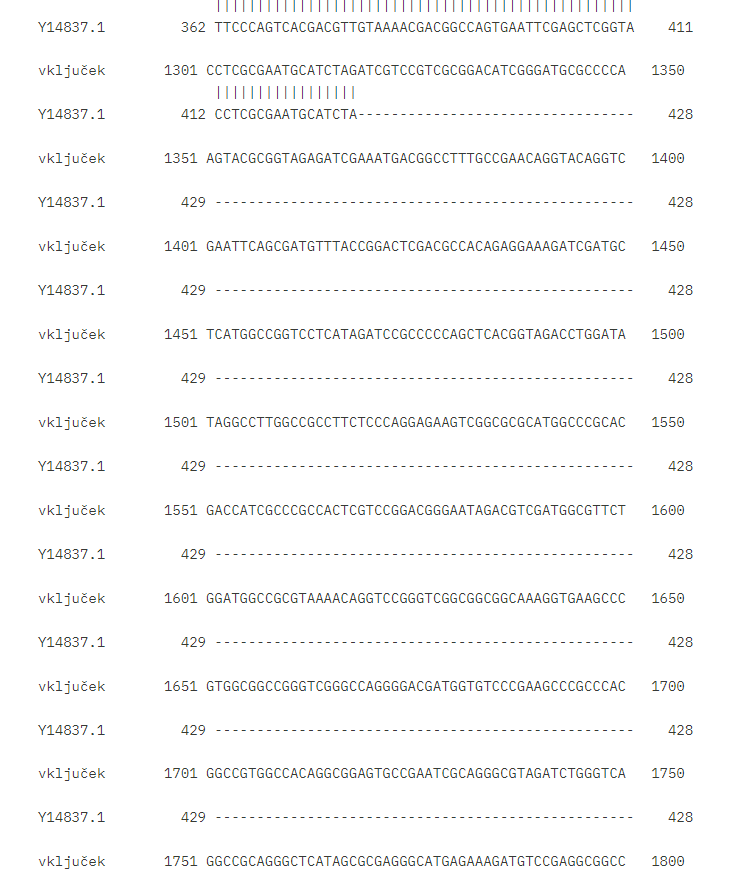 ||||||||||||||||||||||||||||||||||||||||||||||||||
Y14837.1 362 TTCCCAGTCACGACGTTGTAAAACGACGGCCAGTGAATTCGAGCTCGGTA 411
vključek 1301 CCTCGCGAATGCATCTAGATCGTCCGTCGCGGACATCGGGATGCGCCCCA 1350
|||||||||||||||||
Y14837.1 412 CCTCGCGAATGCATCTA--------------------------------- 428
vključek 1351 AGTACGCGGTAGAGATCGAAATGACGGCCTTTGCCGAACAGGTACAGGTC 1400
Y14837.1 429 -------------------------------------------------- 428
vključek 1401 GAATTCAGCGATGTTTACCGGACTCGACGCCACAGAGGAAAGATCGATGC 1450
Y14837.1 429 -------------------------------------------------- 428
vključek 1451 TCATGGCCGGTCCTCATAGATCCGCCCCCAGCTCACGGTAGACCTGGATA 1500
Y14837.1 429 -------------------------------------------------- 428
vključek 1501 TAGGCCTTGGCCGCCTTCTCCCAGGAGAAGTCGGCGCGCATGGCCCGCAC 1550
Y14837.1 429 -------------------------------------------------- 428
vključek 1551 GACCATCGCCCGCCACTCGTCCGGACGGGAATAGACGTCGATGGCGTTCT 1600
Y14837.1 429 -------------------------------------------------- 428
vključek 1601 GGATGGCCGCGTAAAACAGGTCCGGGTCGGCGGCGGCAAAGGTGAAGCCC 1650
Y14837.1 429 -------------------------------------------------- 428
vključek 1651 GTGGCGGCCGGGTCGGGCCAGGGGACGATGGTGTCCCGAAGCCCGCCCAC 1700
Y14837.1 429 -------------------------------------------------- 428
vključek 1701 GGCCGTGGCCACAGGCGGAGTGCCGAATCGCAGGGCGTAGATCTGGGTCA 1750
Y14837.1 429 -------------------------------------------------- 428
vključek 1751 GGCCGCAGGGCTCATAGCGCGAGGGCATGAGAAAGATGTCCGAGGCGGCC 1800